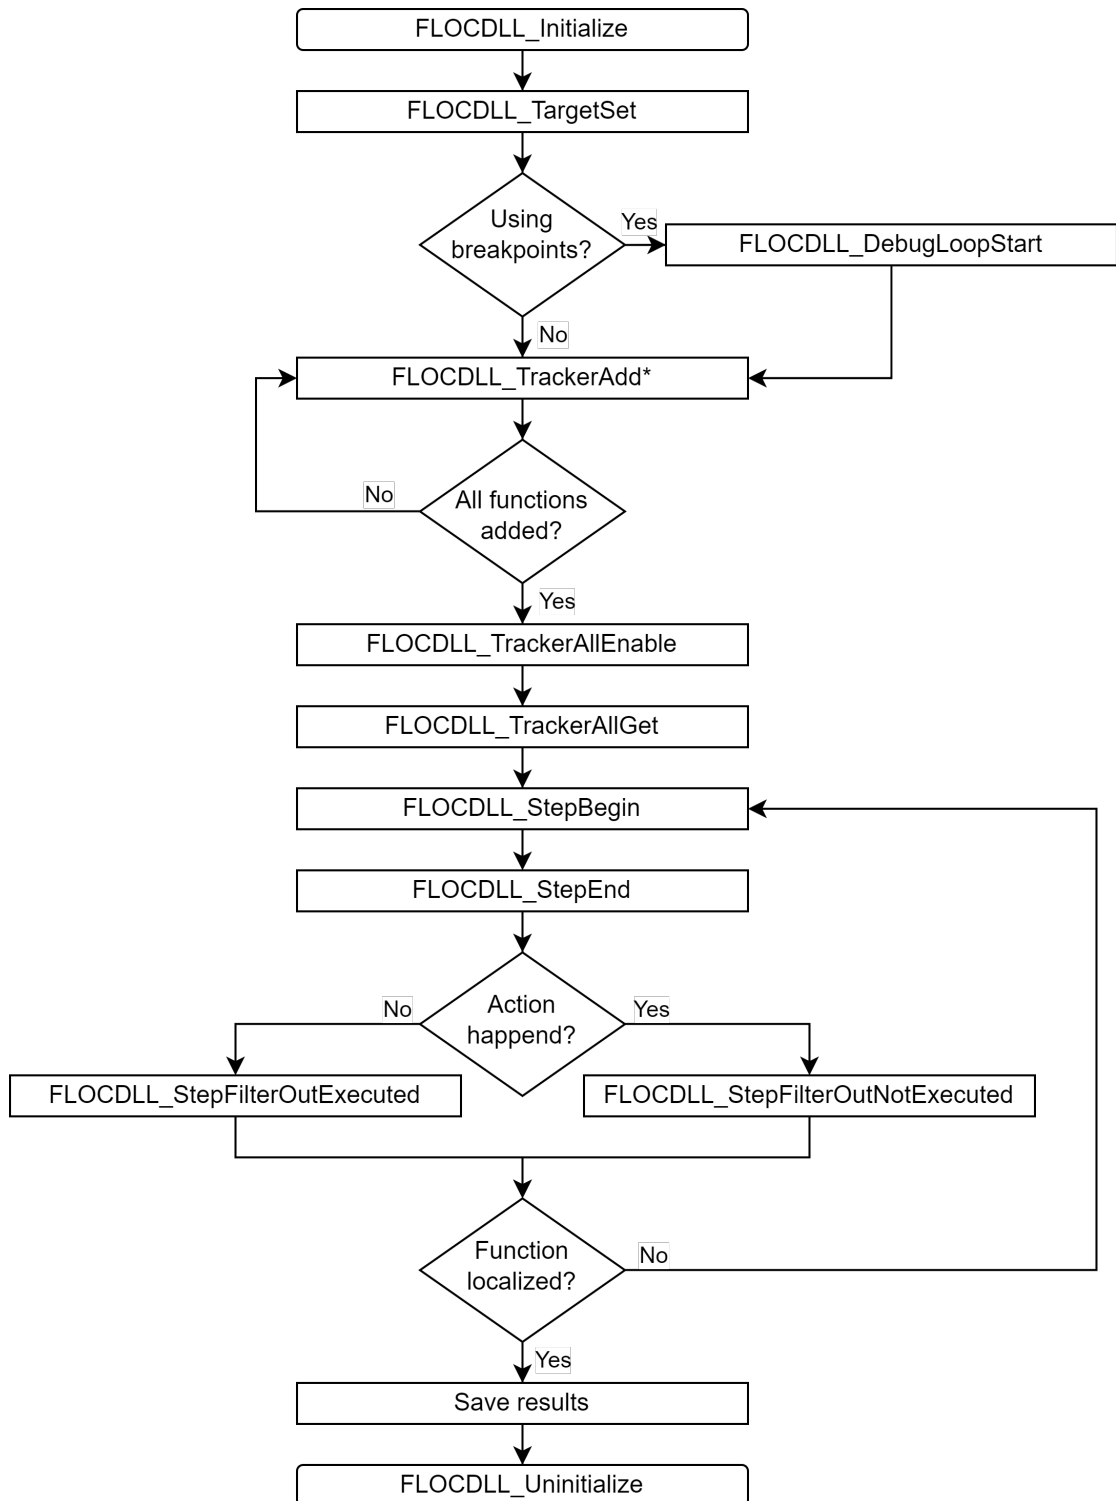 FLOCDLL_Initialize
FLOCDLL_TargetSet
Using
breakpoints?
Yes
FLOCDLL_DebugLoopStart
No
FLOCDLL_TrackerAdd*
All functions
added?
No
Yes
FLOCDLL_TrackerAllEnable
FLOCDLL_TrackerAllGet
FLOCDLL_StepBegin
FLOCDLL_StepEnd
Action
happend?
No
Yes
FLOCDLL_StepFilterOutExecuted
FLOCDLL_StepFilterOutNotExecuted
Function
localized?
No
Yes
Save results
FLOCDLL_Uninitialize